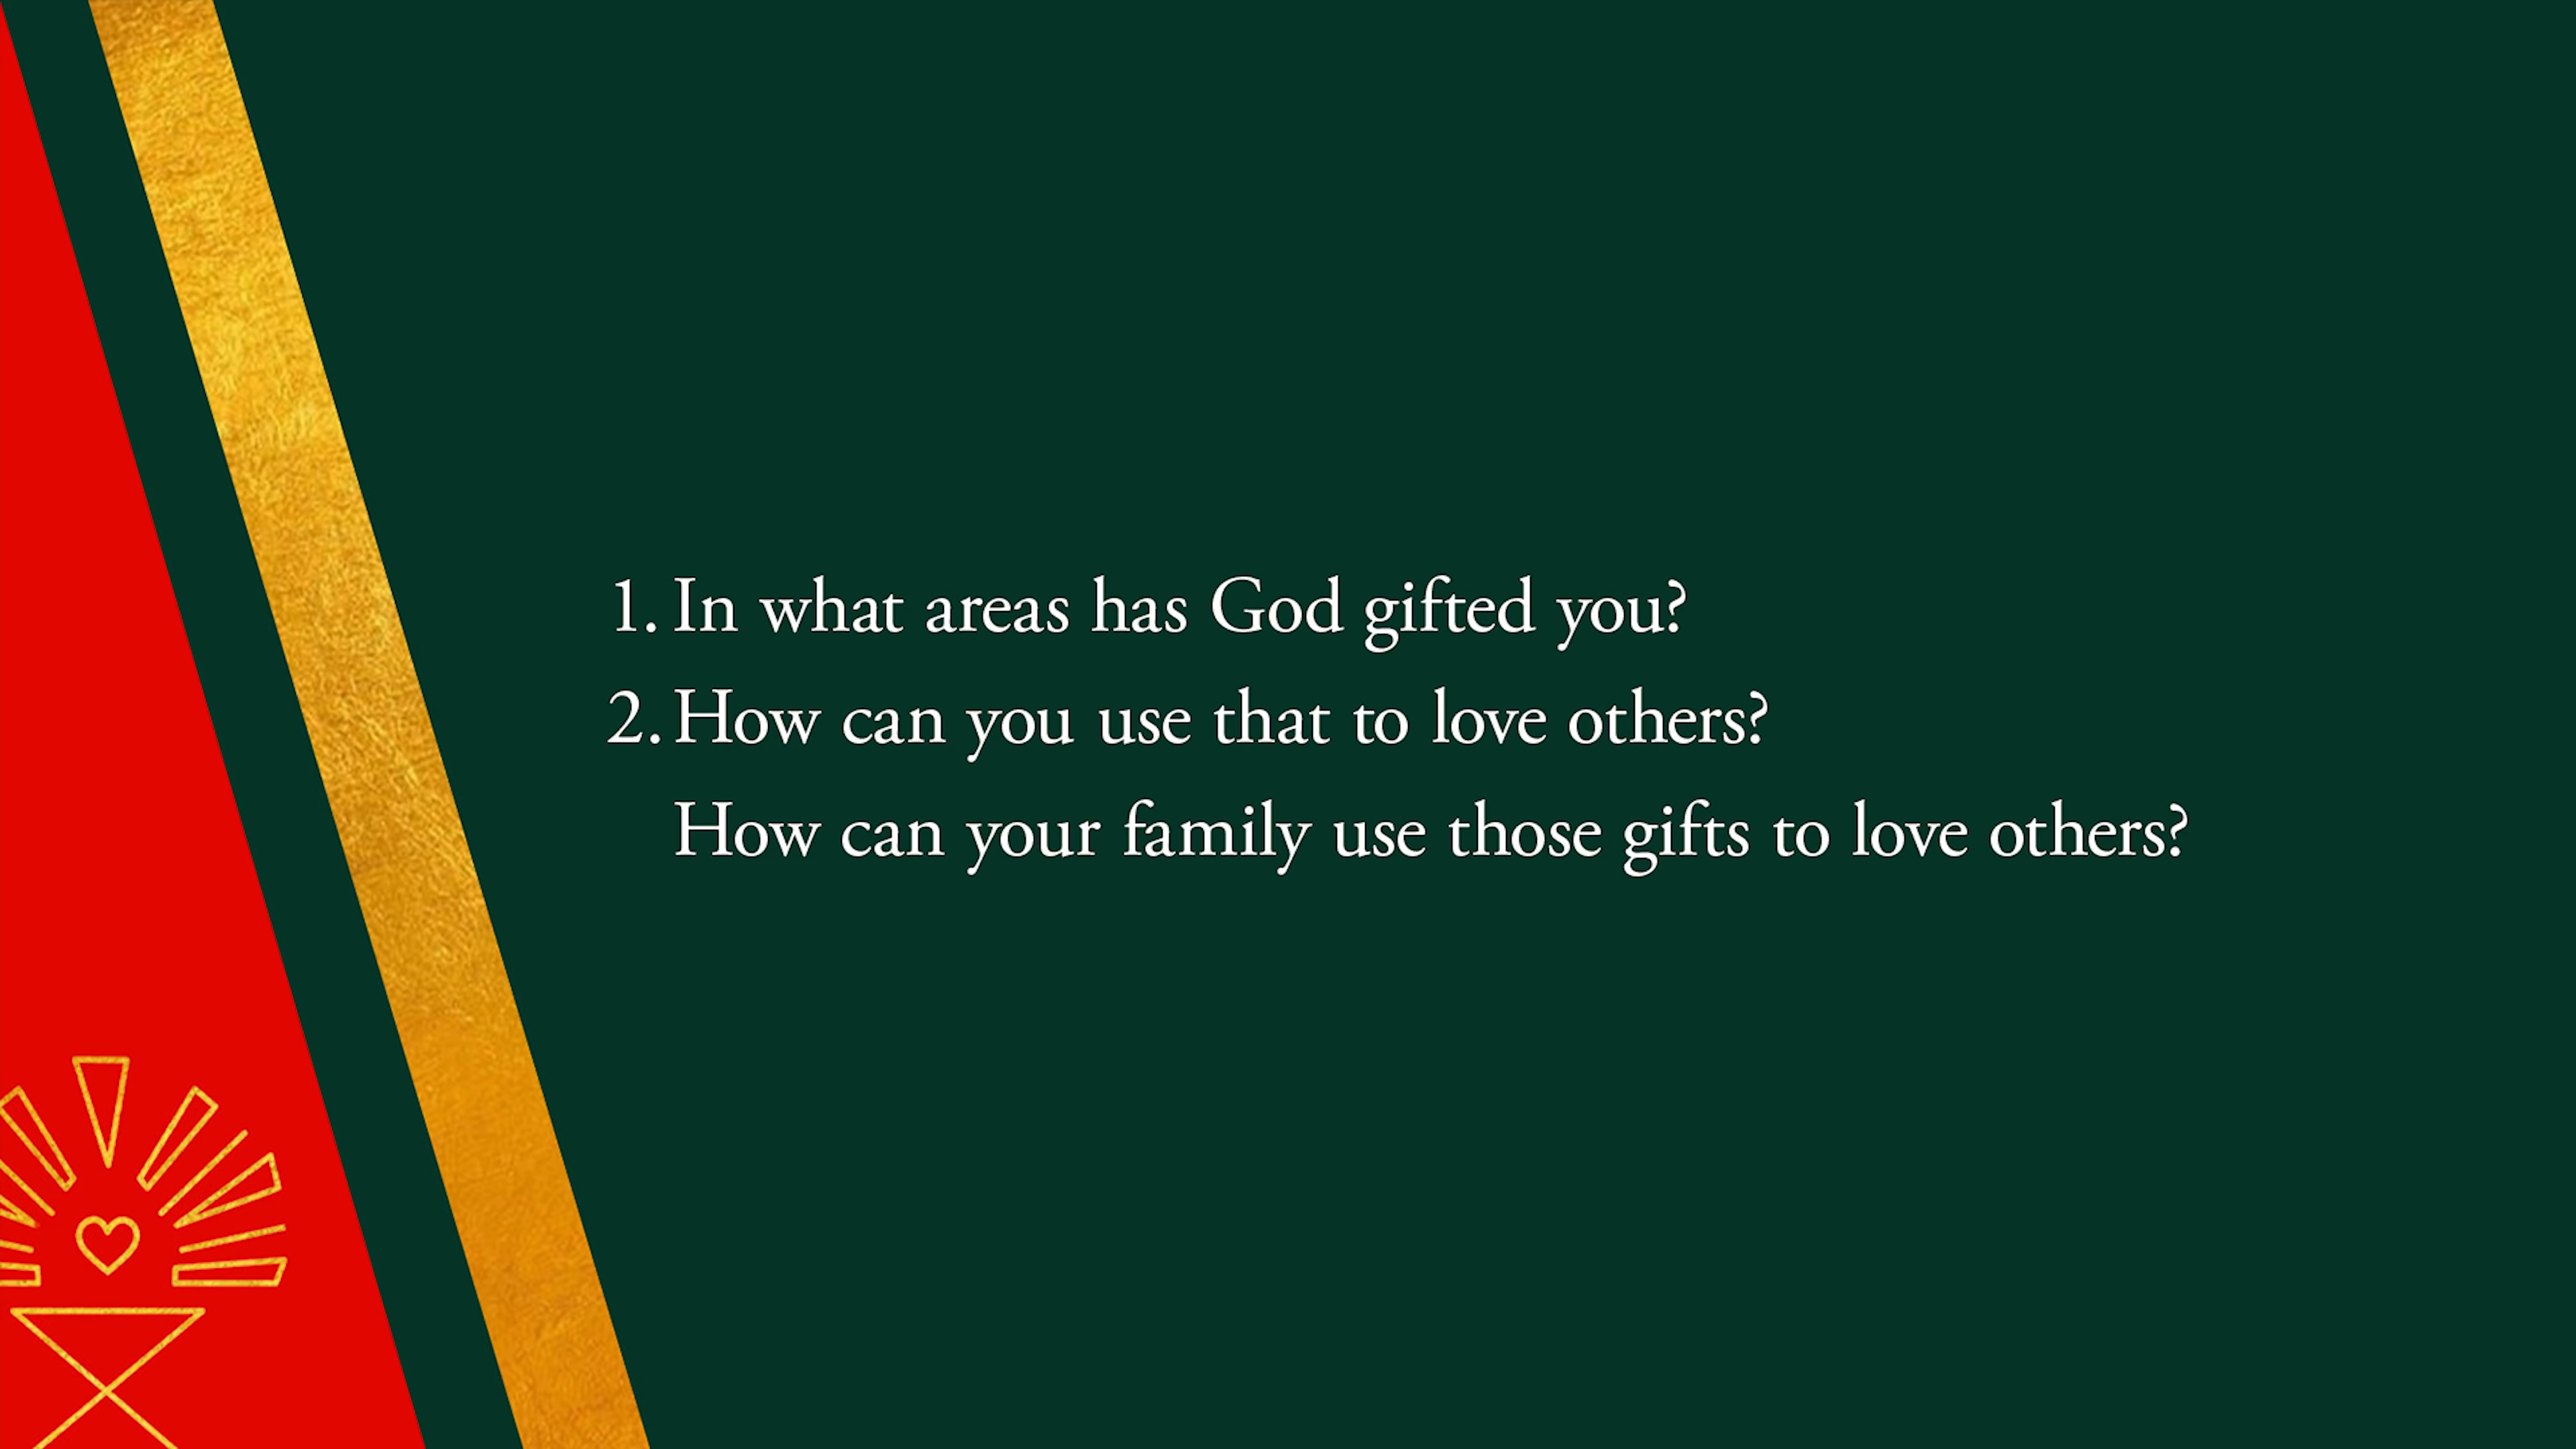 1. In what areas has God gifted you?
2. How can you use that to love others?
How can your family use those gifts to love others?